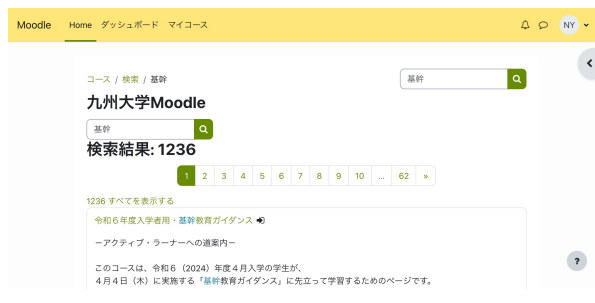 Moodle Home ダッシュボード マイコース NY
コース / 検索 / 基幹 基幹
九州大学Moodle
基幹
検索結果: 1236
1 2 3 4 5 6 7 8 9 10 ... 62 »
1236 すべてを表示する
令和６年度入学者用・基幹教育ガイダンス
－アクティブ・ラーナーへの道案内－
このコースは、令和６（2024）年度４月入学の学生が、
４月４日（木）に実施する「基幹教育ガイダンス」に先立って学習するためのページです。
?